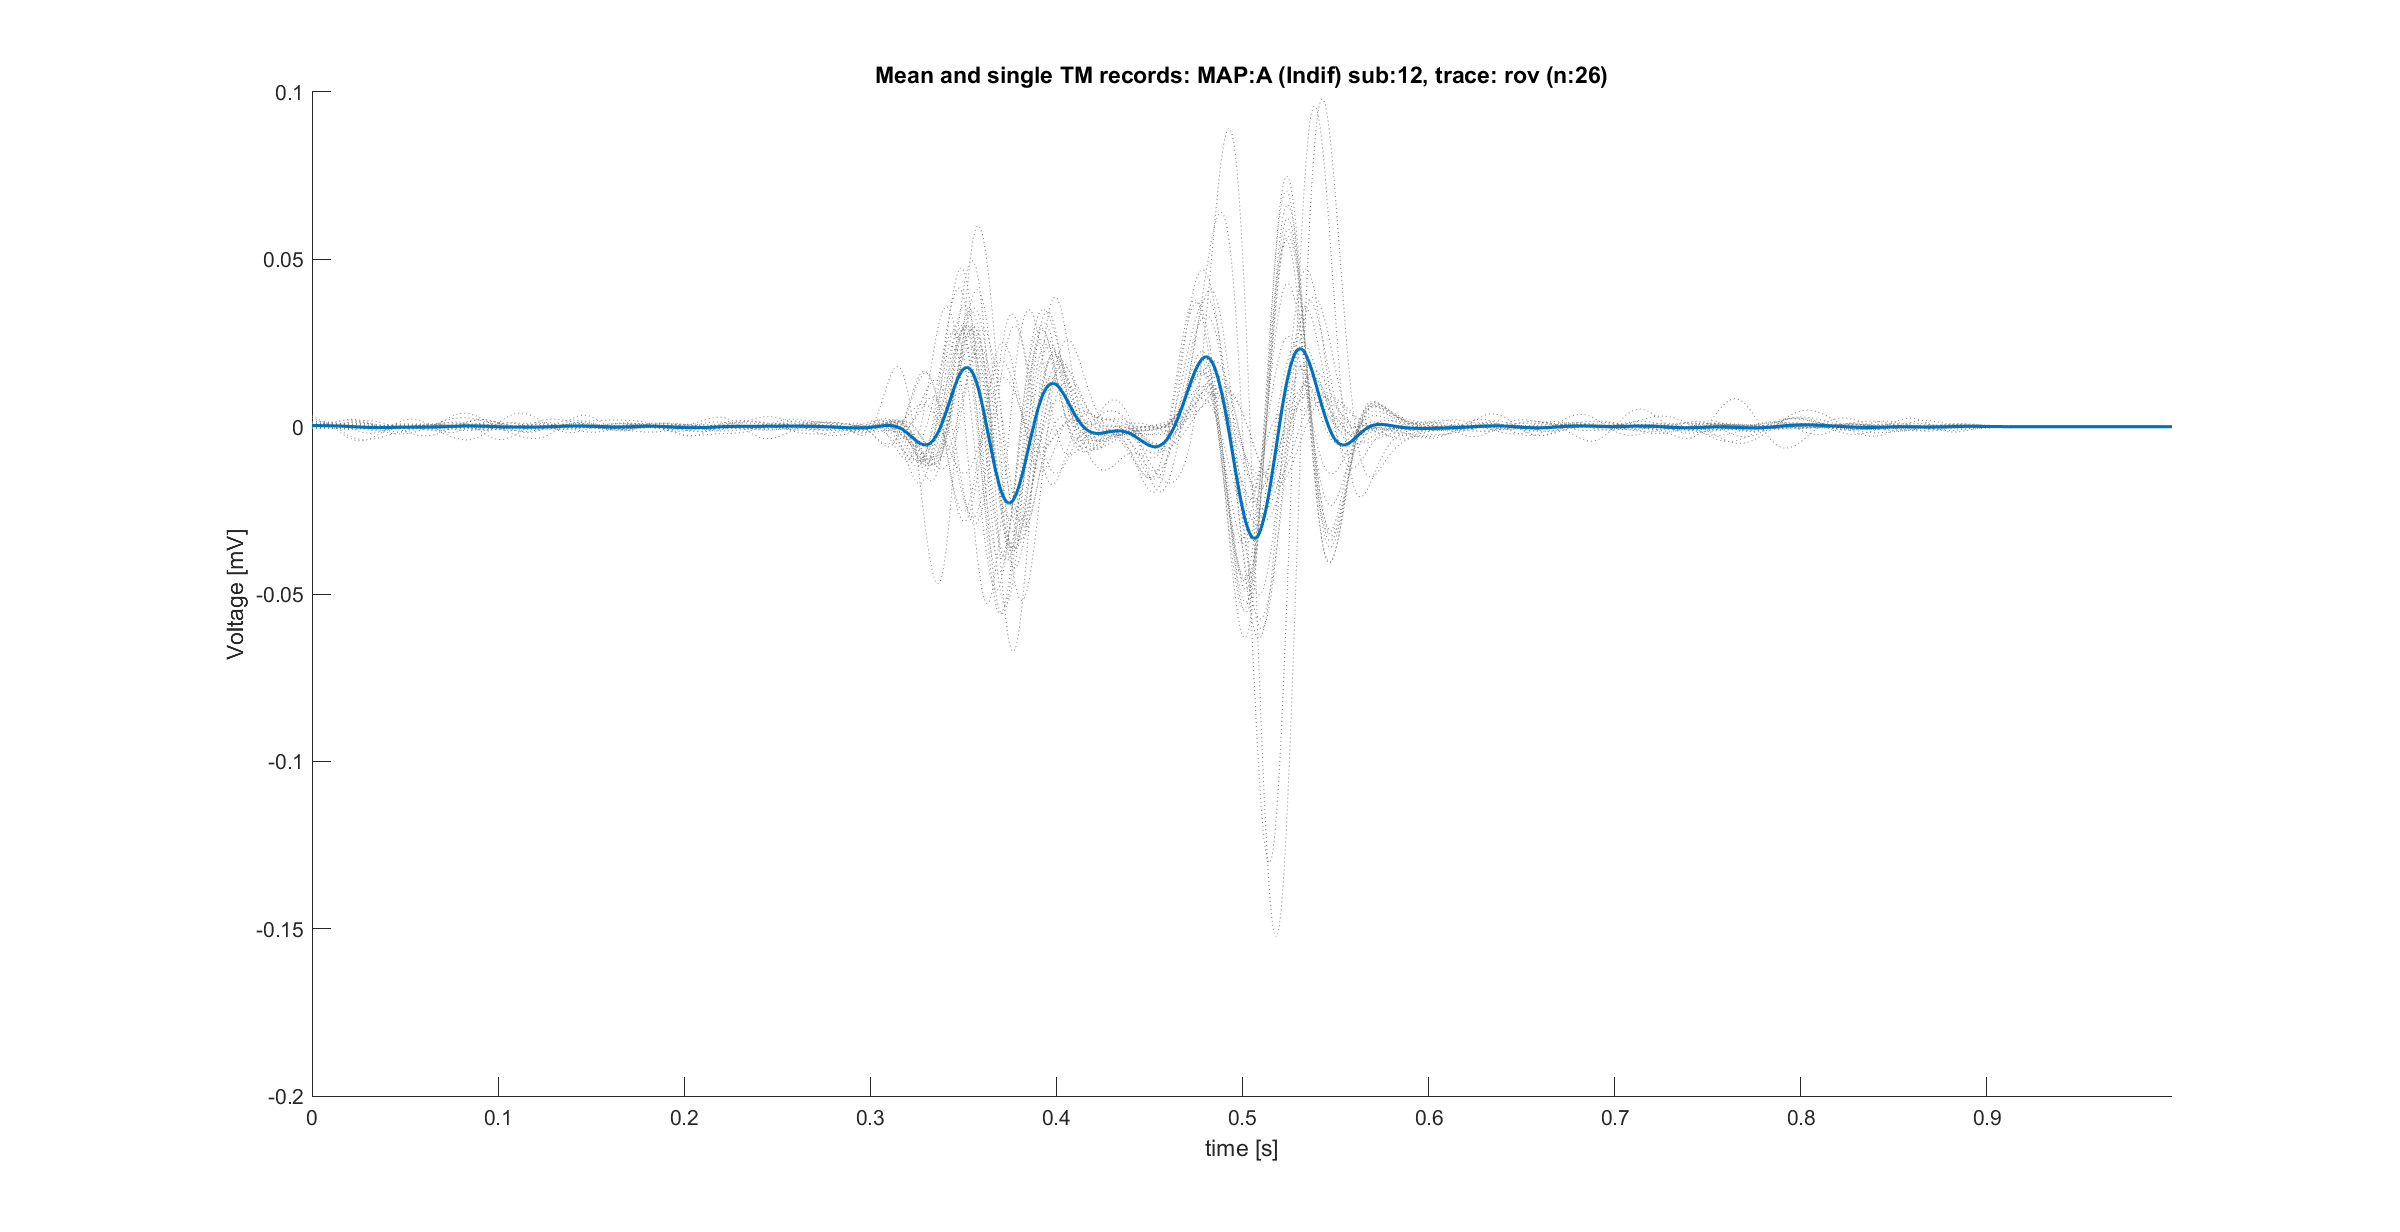 Mean and single TM records: MAP:A (Indif) sub:12, trace: rov (n:26)
0.1
0.05
0
-0.05
-0.1
-0.15
-0.2
Voltage [mV]
0 0.1 0.2 0.3 0.4 0.5 0.6 0.7 0.8 0.9
time [s]